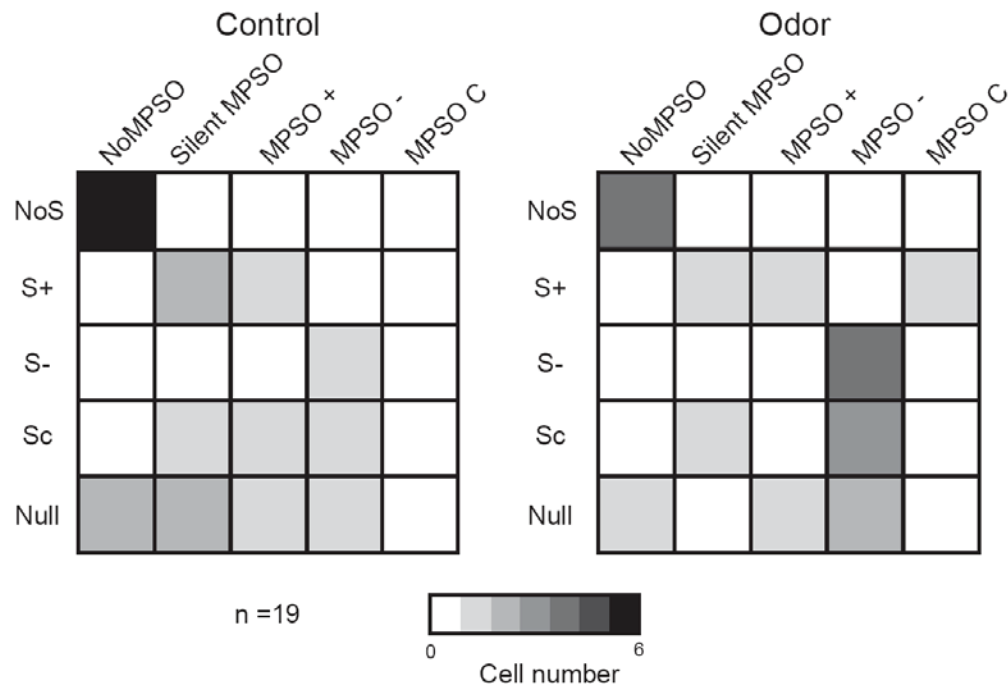 Control
Odor
NoMPSO
Silent MPSO
MPSO +
MPSO -
MPSO C
NoMPSO
Silent MPSO
MPSO +
MPSO -
MPSO C
NoS
S+
S-
Sc
Null
NoS
S+
S-
Sc
Null
n =19
0
6
Cell number